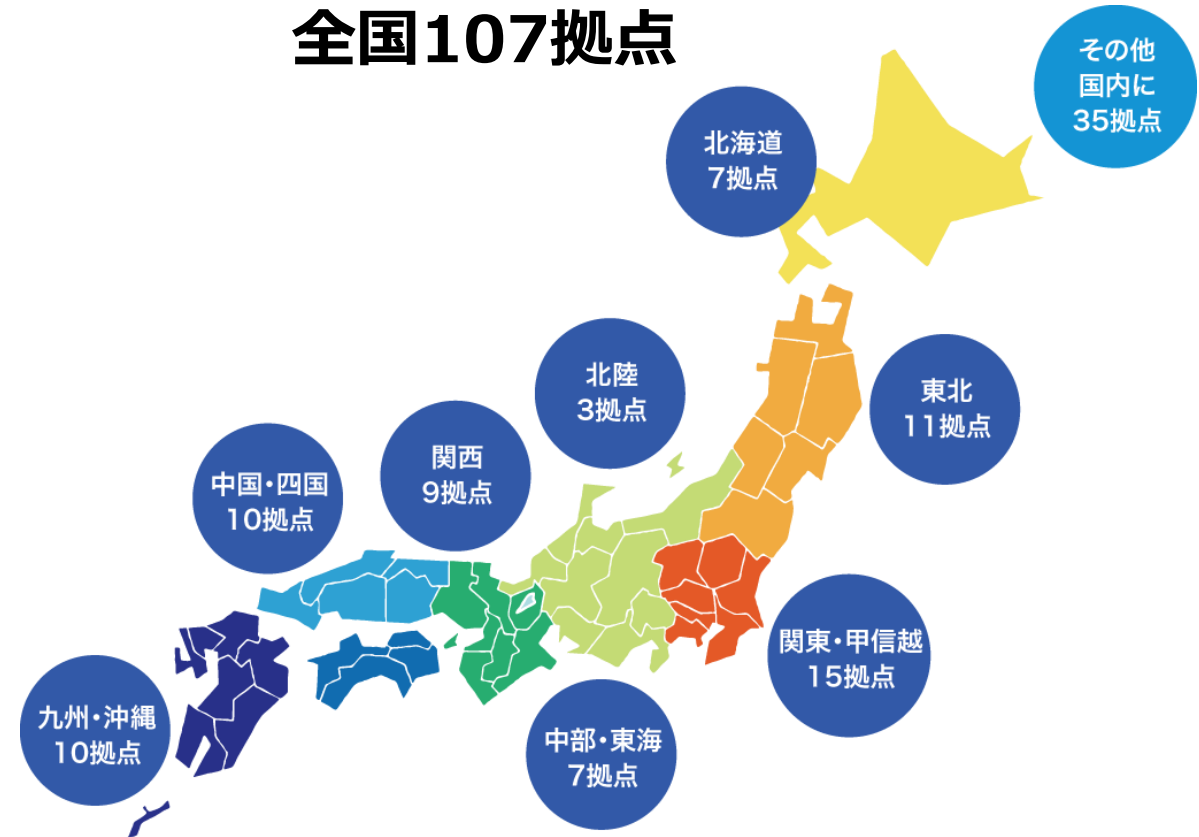 全国107拠点
その他
国内に
35拠点
北海道
7拠点
北陸
3拠点
東北
11拠点
関西
9拠点
中国・四国
10拠点
関東・甲信越
15拠点
九州・沖縄
10拠点
中部・東海
7拠点